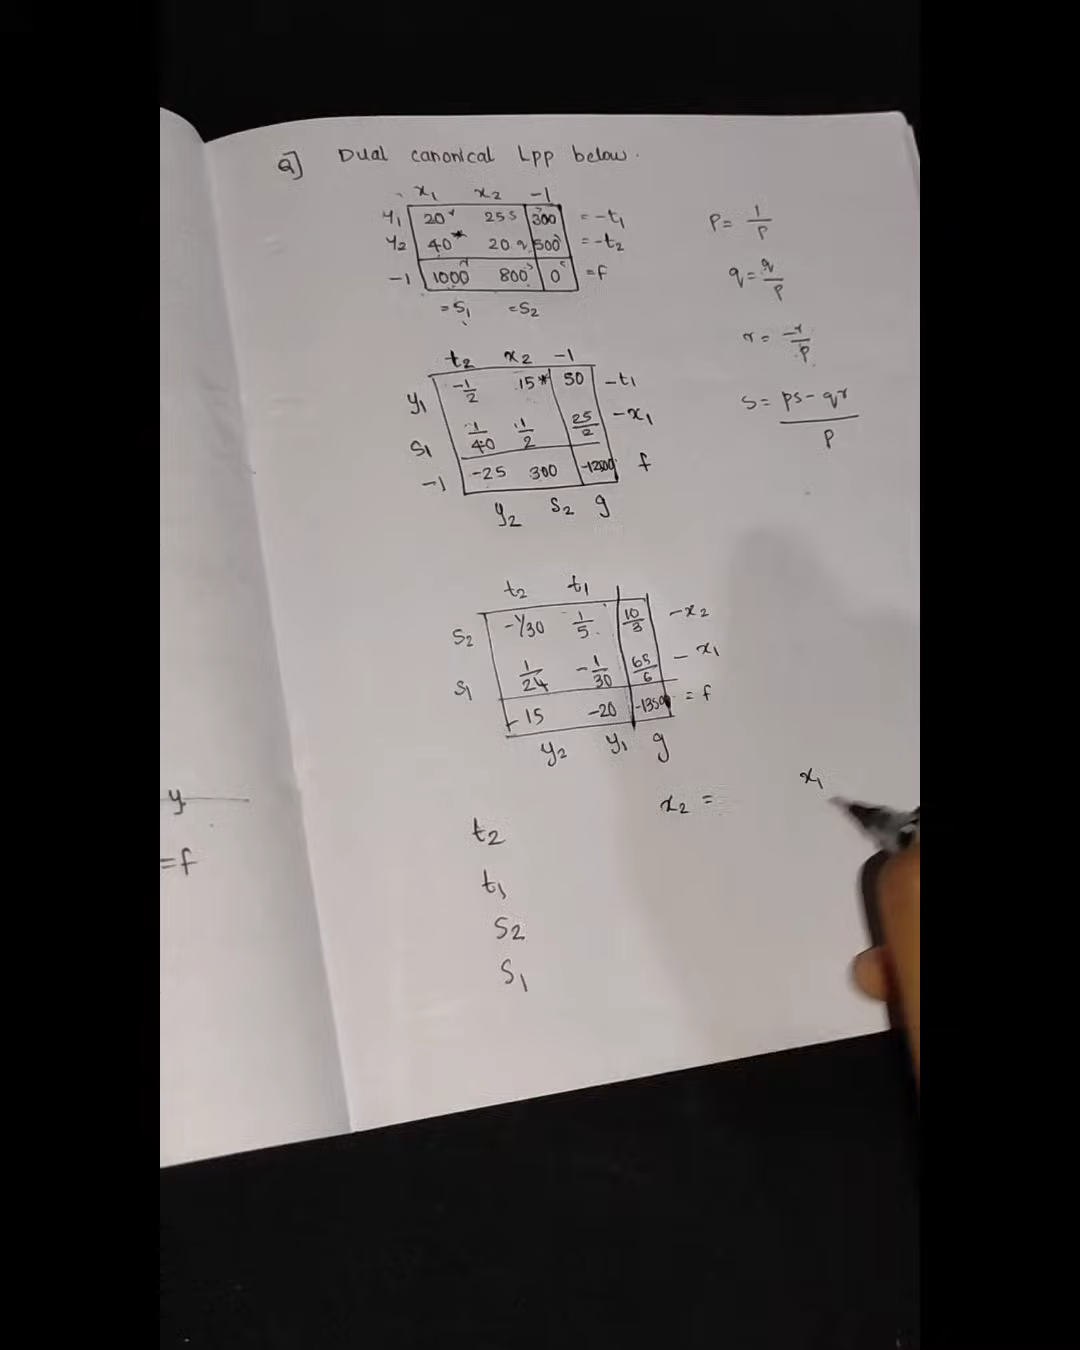 Q] Dual canonical Lpp below.
x1 x2 -1
y1 20 25 300 = -t1
y2 40* 20 500 = -t2
-1 1000 800 0 = f
= S1 = S2
P = 1/P
q = q/P
r = -r/P
S = ps - qr / P
t2 x2 -1
y1 -1/2 15* 50 -t1
S1 1/40 1/2 25/2 -x1
-1 -25 300 -12500 f
y2 S2 g
t2 t1
S2 -1/30 1/5 10/3 -x2
S1 1/24 -1/30 65/6 -x1
-15 -20 = f
y2 y1 g
x2 = x1
t2
t1
S2
S1
y
=f